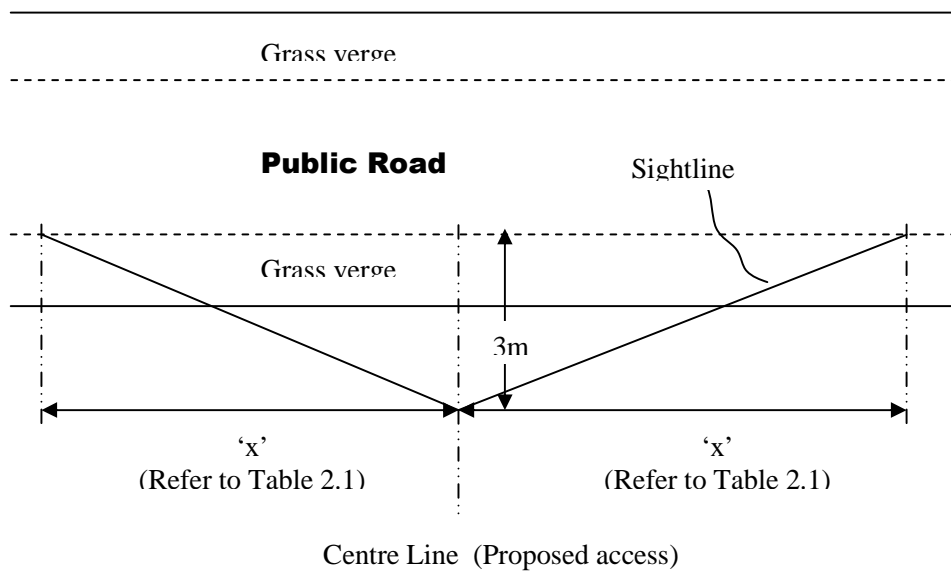 Grass verge
Public Road
Sightline
Grass verge
3m
‘x’
(Refer to Table 2.1)
‘x’
(Refer to Table 2.1)
Centre Line (Proposed access)